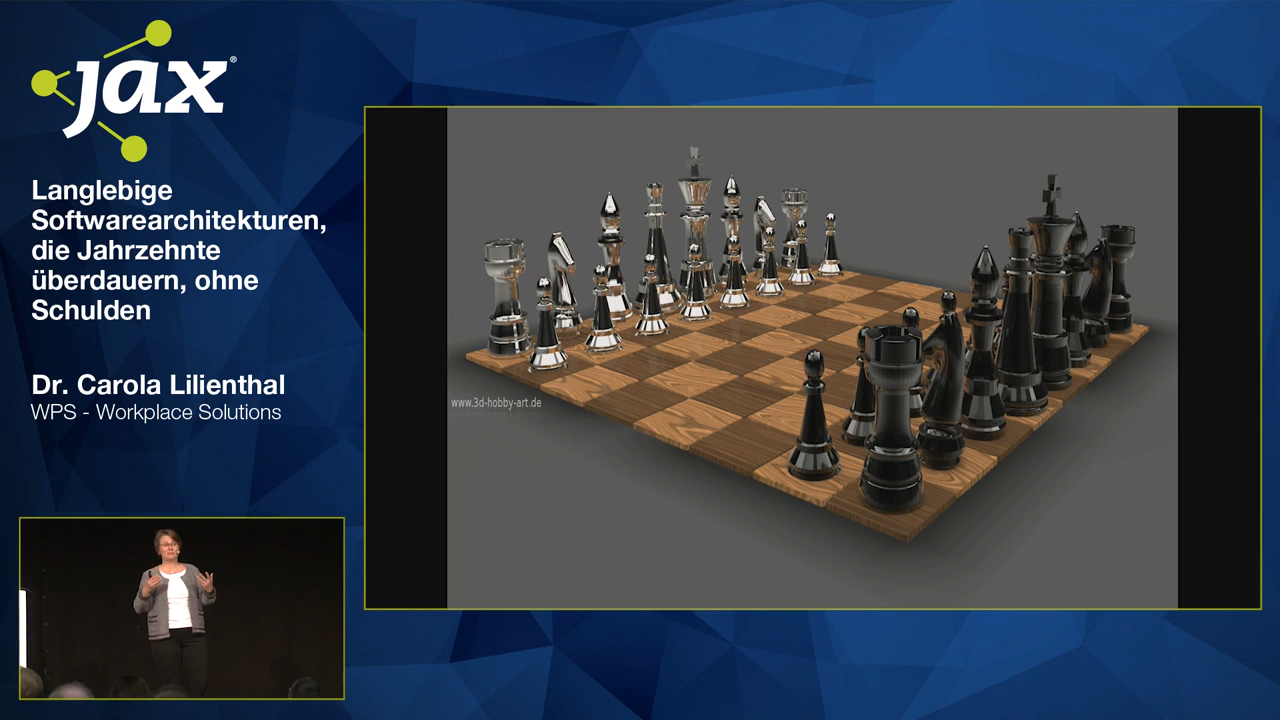 jax®
Langlebige
Softwarearchitekturen,
die Jahrzehnte
überdauern, ohne
Schulden
Dr. Carola Lilienthal
WPS - Workplace Solutions
www.3d-hobby-art.de